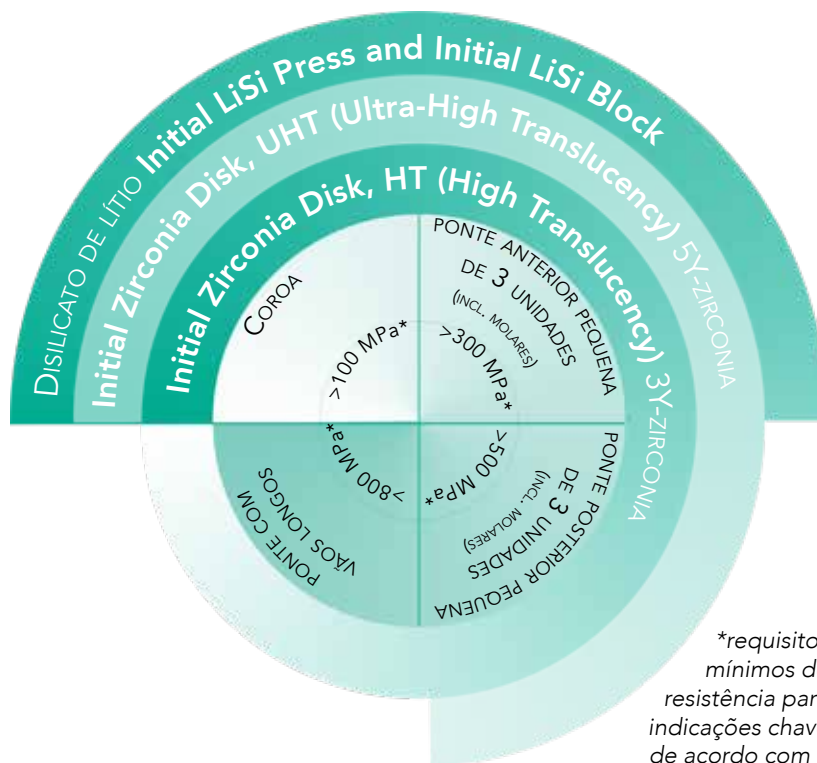 DISILICATO DE LÍTIO Initial LiSi Press and Initial LiSi Block
Initial Zirconia Disk, UHT (Ultra-High Translucency) 5Y-ZIRCONIA
Initial Zirconia Disk, HT (High Translucency) 3Y-ZIRCONIA
COROA
>100 MPa*
PONTE ANTERIOR PEQUENA
DE 3 UNIDADES
(INCL. MOLARES)
>300 MPa*
PONTE POSTERIOR PEQUENA
DE 3 UNIDADES
(INCL. MOLARES)
>500 MPa*
PONTE COM
VÃOS LONGOS
>800 MPa*
*requisito
mínimos d
resistência par
indicações chav
de acordo com